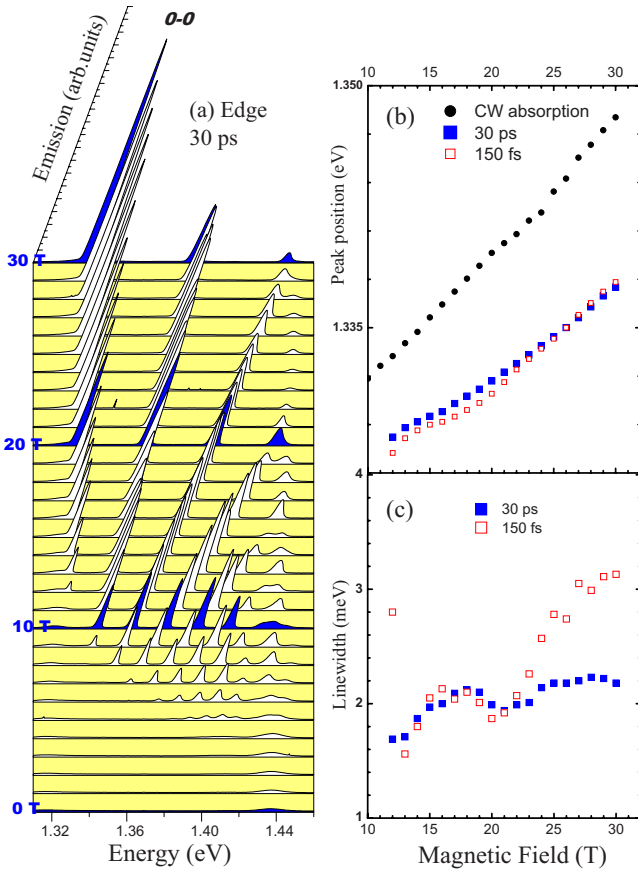 0-0
Emission (arb.units)
(a) Edge
30 ps
30 T
20 T
10 T
0 T
1.32 1.36 1.40 1.44
Energy (eV)
10 15 20 25 30
1.350
(b)
CW absorption
30 ps
150 fs
Peak position (eV)
1.335
4
(c)
30 ps
150 fs
3
Linewidth (meV)
2
1
10 15 20 25 30
Magnetic Field (T)